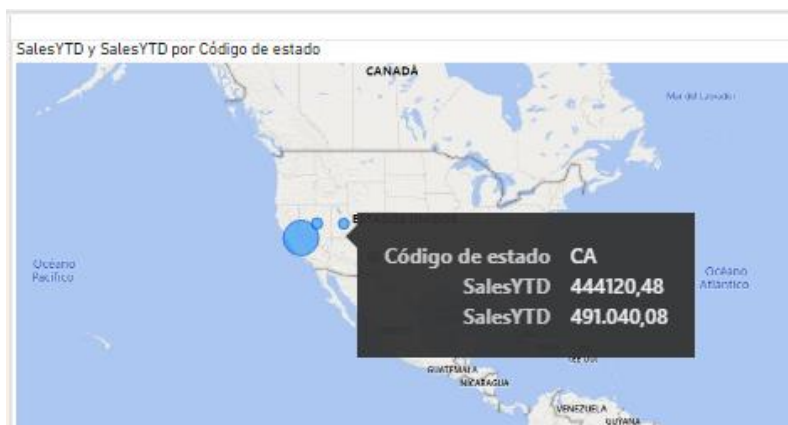 SalesYTD y SalesYTD por Código de estado
CANADÁ
Mar del Labrador
Código de estado CA
SalesYTD 444120,48
SalesYTD 491.040,08
Océano
Pacífico
Océano
Atlántico
GUATEMALA
NICARAGUA
VENEZUELA
GUYANA